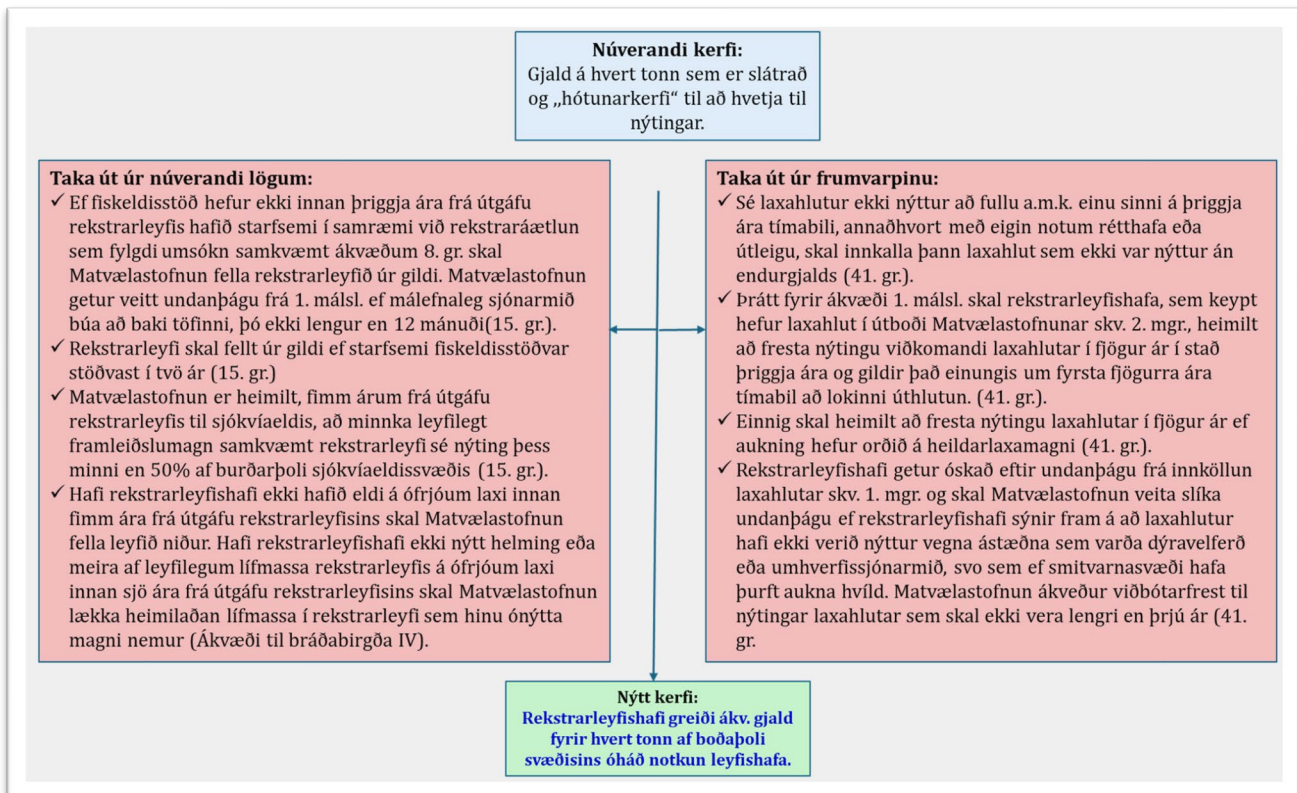 Núverandi kerfi:
Gjald á hvert tonn sem er slátrað
og „hótunarkerfi“ til að hvetja til
nýtingar.
Taka út úr núverandi lögum:
✓ Ef fiskeldisstöð hefur ekki innan þriggja ára frá útgáfu
rekstrarleyfis hafið starfsemi í samræmi við rekstraráætlun
sem fylgdi umsókn samkvæmt ákvæðum 8. gr. skal
Matvælastofnun fella rekstrarleyfið úr gildi. Matvælastofnun
getur veitt undanþágu frá 1. málsl. ef málefnaleg sjónarmið
búa að baki töfinni, þó ekki lengur en 12 mánuði(15. gr.).
✓ Rekstrarleyfi skal fellt úr gildi ef starfsemi fiskeldisstöðvar
stöðvast í tvö ár (15. gr.)
✓ Matvælastofnun er heimilt, fimm árum frá útgáfu
rekstrarleyfis til sjókvíaeldis, að minnka leyfilegt
framleiðslumagn samkvæmt rekstrarleyfi sé nýting þess
minni en 50% af burðarþoli sjókvíaeldissvæðis (15. gr.).
✓ Hafi rekstrarleyfishafi ekki hafið eldi á ófrjóum laxi innan
fimm ára frá útgáfu rekstrarleyfisins skal Matvælastofnun
fella leyfið niður. Hafi rekstrarleyfishafi ekki nýtt helming eða
meira af leyfilegum lífmassa rekstrarleyfis á ófrjóum laxi
innan sjö ára frá útgáfu rekstrarleyfisins skal Matvælastofnun
lækka heimilaðan lífmassa í rekstrarleyfi sem hinu ónýtta
magni nemur (Ákvæði til bráðabirgða IV).
Taka út úr frumvarpinu:
✓ Sé laxahlutur ekki nýttur að fullu a.m.k. einu sinni á þriggja
ára tímabili, annaðhvort með eigin notum rétthafa eða
útleigu, skal innkalla þann laxahlut sem ekki var nýttur án
endurgjalds (41. gr.).
✓ Þrátt fyrir ákvæði 1. málsl. skal rekstrarleyfishafa, sem keypt
hefur laxahlut í útboði Matvælastofnunar skv. 2. mgr., heimilt
að fresta nýtingu viðkomandi laxahlutar í fjögur ár í stað
þriggja ára og gildir það einungis um fyrsta fjögurra ára
tímabil að lokinni úthlutun. (41. gr.).
✓ Einnig skal heimilt að fresta nýtingu laxahlutar í fjögur ár ef
aukning hefur orðið á heildarlaxamagni (41. gr.).
✓ Rekstrarleyfishafi getur óskað eftir undanþágu frá innköllun
laxahlutar skv. 1. mgr. og skal Matvælastofnun veita slíka
undanþágu ef rekstrarleyfishafi sýnir fram á að laxahlutur
hafi ekki verið nýttur vegna ástæðna sem varða dýravelferð
eða umhverfissjónarmið, svo sem ef smitvarnasvæði hafa
þurft aukna hvíld. Matvælastofnun ákveður viðbótarfrest til
nýtingar laxahlutar sem skal ekki vera lengri en þrjú ár (41.
gr.
Nýtt kerfi:
Rekstrarleyfishafi greiði ákv. gjald
fyrir hvert tonn af boðaþoli
svæðisins óháð notkun leyfishafa.